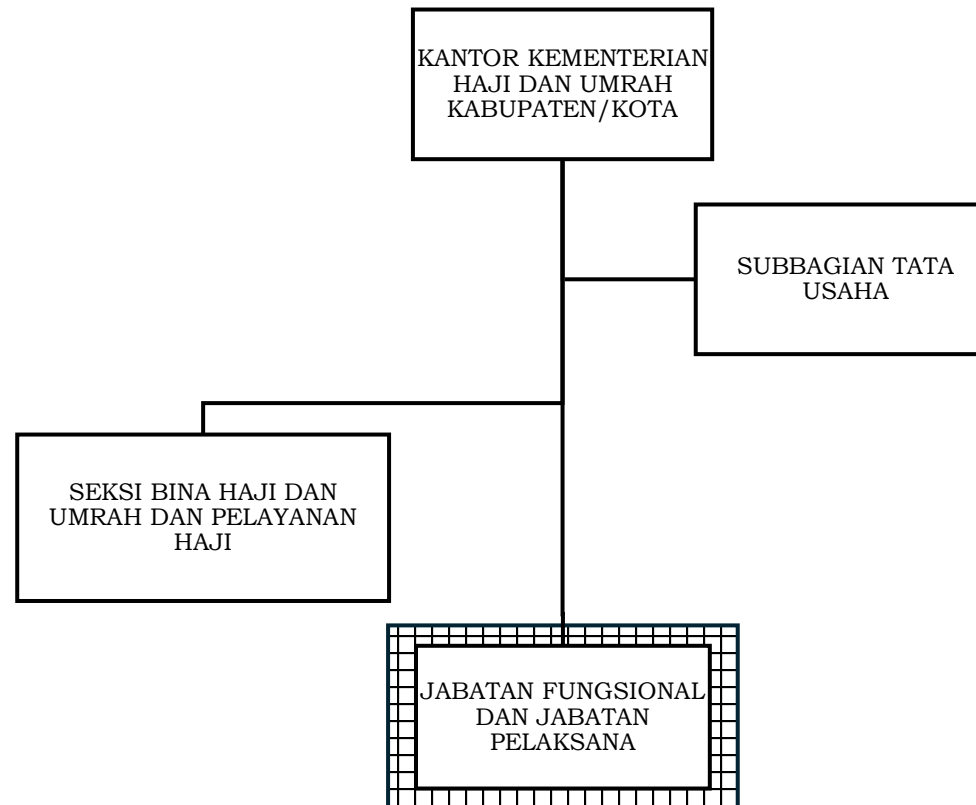 KANTOR KEMENTERIAN
HAJI DAN UMRAH
KABUPATEN/KOTA
SUBBAGIAN TATA
USAHA
SEKSI BINA HAJI DAN
UMRAH DAN PELAYANAN
HAJI
JABATAN FUNGSIONAL
DAN JABATAN
PELAKSANA